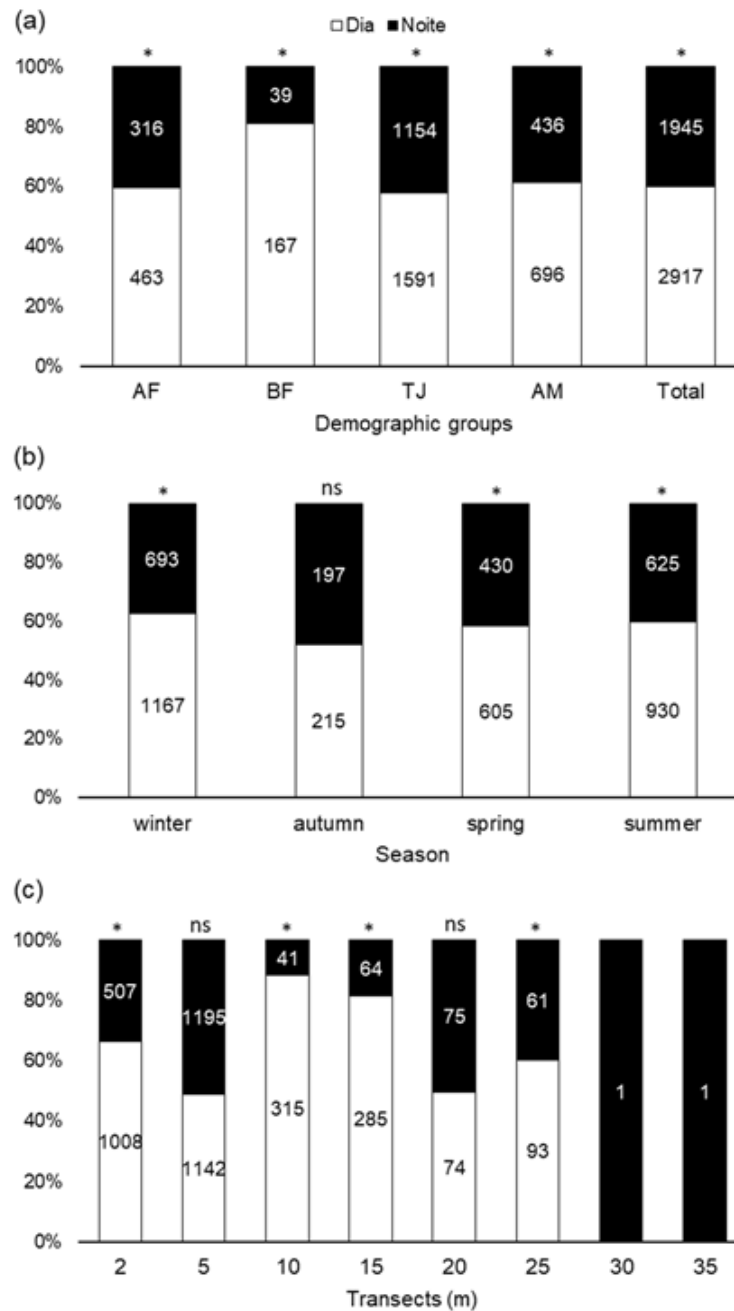 (a)
Dia Noite
* * * * *
100%
80%
60%
40%
20%
0%
316 39 1154 436 1945
463 167 1591 696 2917
AF BF TJ AM Total
Demographic groups
(b)
* ns * *
100%
80%
60%
40%
20%
0%
693 197 430 625
1167 215 605 930
winter autumn spring summer
Season
(c)
* ns * * ns *
100%
80%
60%
40%
20%
0%
507 1195 41 64 75 61 1 1
1008 1142 315 285 74 93
2 5 10 15 20 25 30 35
Transects (m)